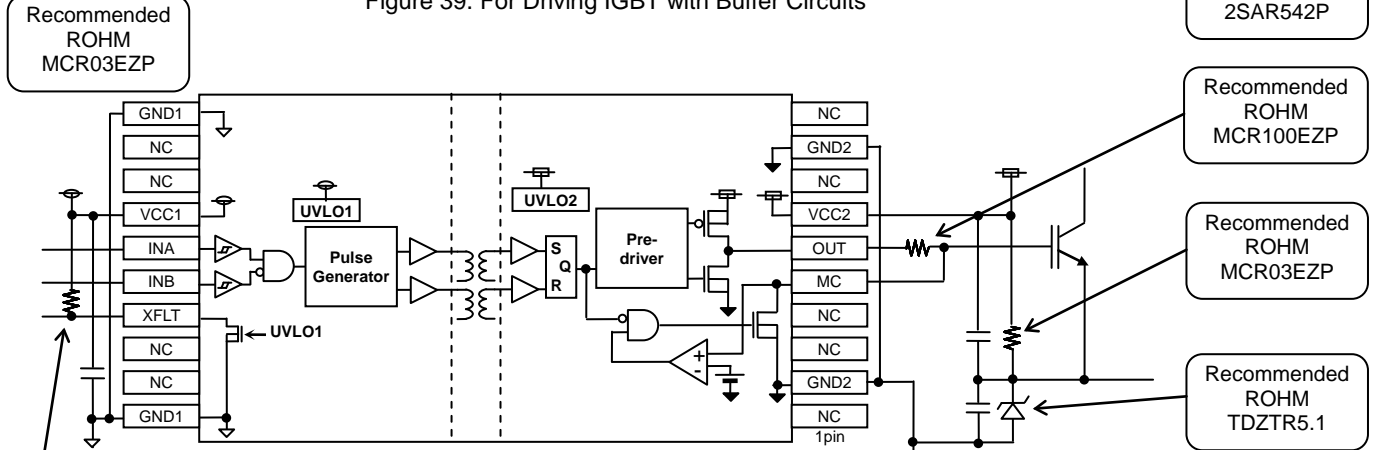 Figure 39. For Driving IGBT with Buffer Circuits
Recommended
ROHM
MCR03EZP
2SAR542P
Recommended
ROHM
MCR100EZP
Recommended
ROHM
MCR03EZP
Recommended
ROHM
TDZTR5.1
GND1
NC
NC
VCC1
INA
INB
XFLT
NC
NC
GND1
UVLO1
Pulse
Generator
UVLO1
UVLO2
S
Q
R
Pre-
driver
+
-
NC
GND2
NC
VCC2
OUT
MC
NC
NC
GND2
NC
1pin